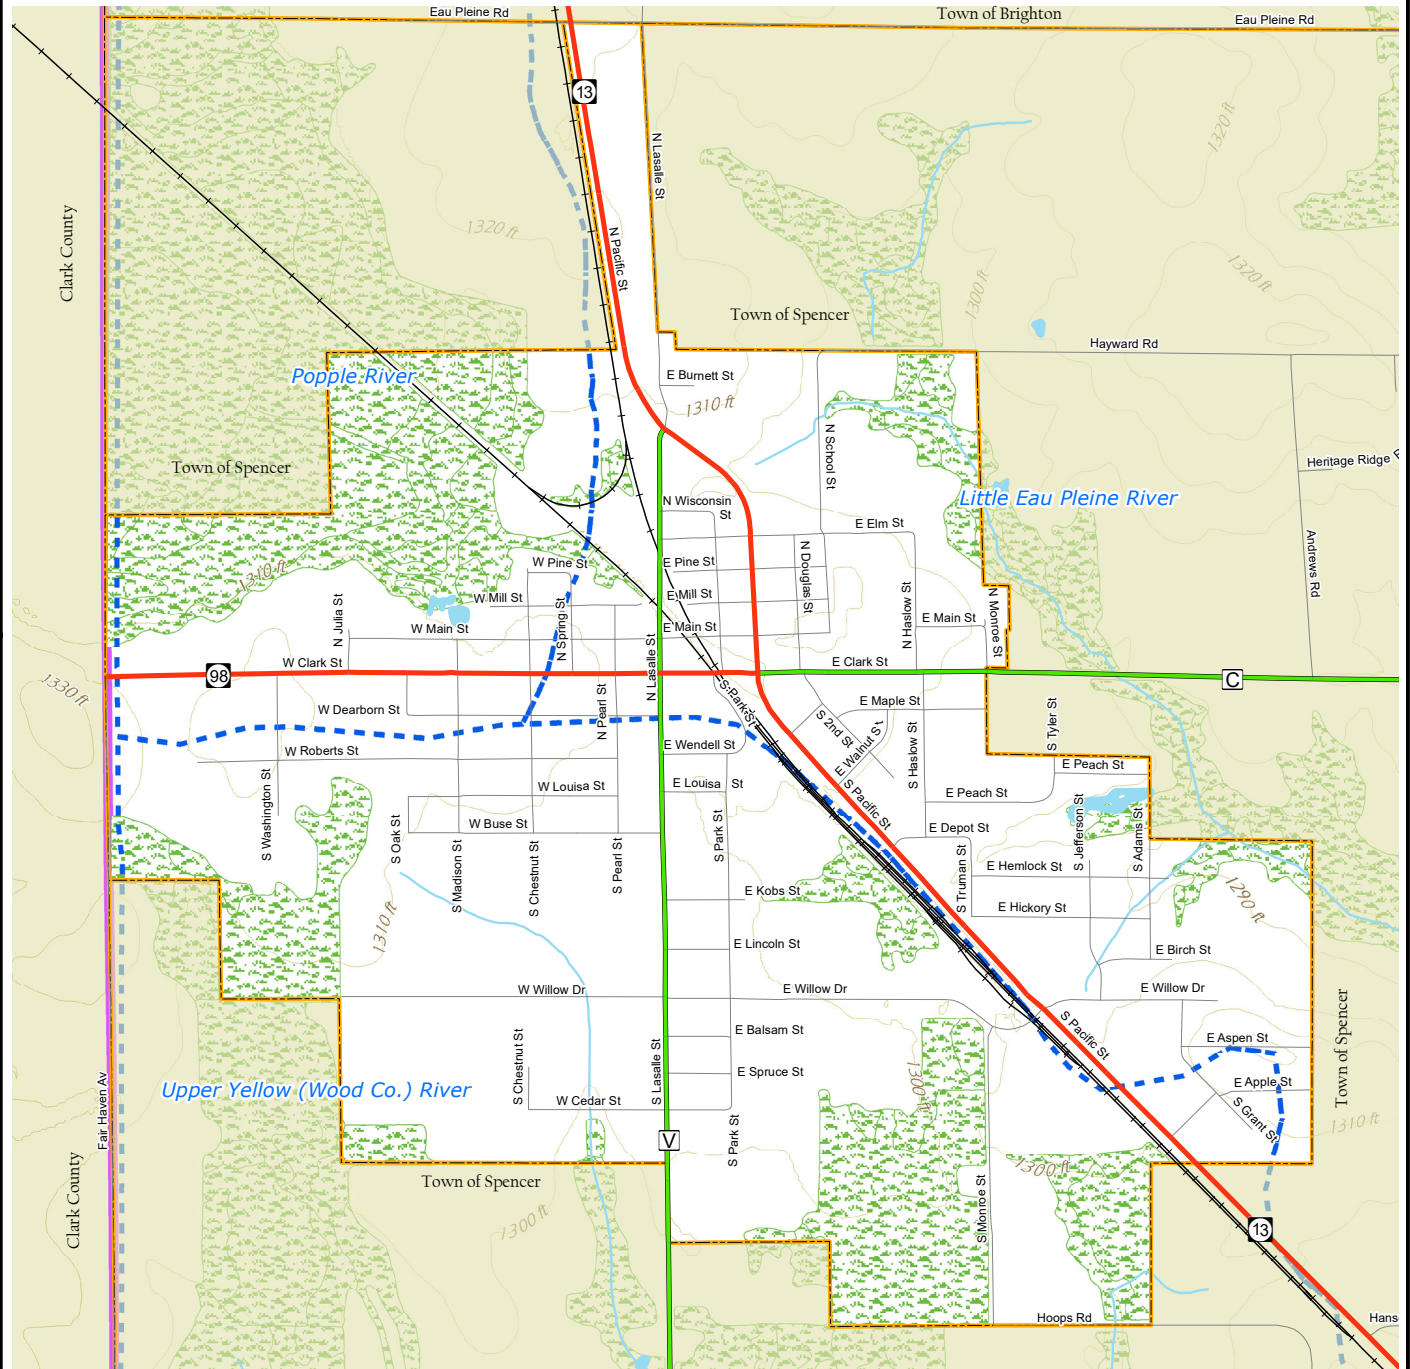 Eau Pleine Rd
Town of Brighton
Eau Pleine Rd
13
1320 ft
N Lasalle St
Clark County
1320 ft
N Pacific St
1300 ft
1320 ft
Town of Spencer
Hayward Rd
Popple River
E Burnett St
1310 ft
N School St
Town of Spencer
Heritage Ridge
Little Eau Pleine River
N Wisconsin
St
E Elm St
W Pine St
E Pine St
N Douglas St
Andrews Rd
1310 ft
W Mill St
E Mill St
N Julia St
W Main St
N Spring St
E Main St
N Haslow St
E Main St
N Monroe St
98
W Clark St
N Lasalle St
E Clark St
C
1330 ft
S Park St
W Dearborn St
N Pearl St
E Maple St
S 2nd St
S Tyler St
W Roberts St
E Wendell St
E Walnut St
S Haslow St
E Peach St
S Washington St
W Louisa St
E Louisa St
S Pacific St
E Peach St
W Buse St
S Oak St
S Park St
E Depot St
S Jefferson St
S Adams St
S Madison St
S Chestnut St
S Pearl St
E Hemlock St
S Truman St
E Kobs St
1290 ft
E Hickory St
1310 ft
E Lincoln St
E Birch St
W Willow Dr
E Willow Dr
E Willow Dr
S Pacific St
E Balsam St
E Aspen St
S Chestnut St
S Lasalle St
Town of Spencer
E Spruce St
1300 ft
E Apple St
Upper Yellow (Wood Co.) River
W Cedar St
Fair Haven Av
S Grant St
1310 ft
V
S Park St
1300 ft
Clark County
Town of Spencer
S Monroe St
1300 ft
13
Hoops Rd